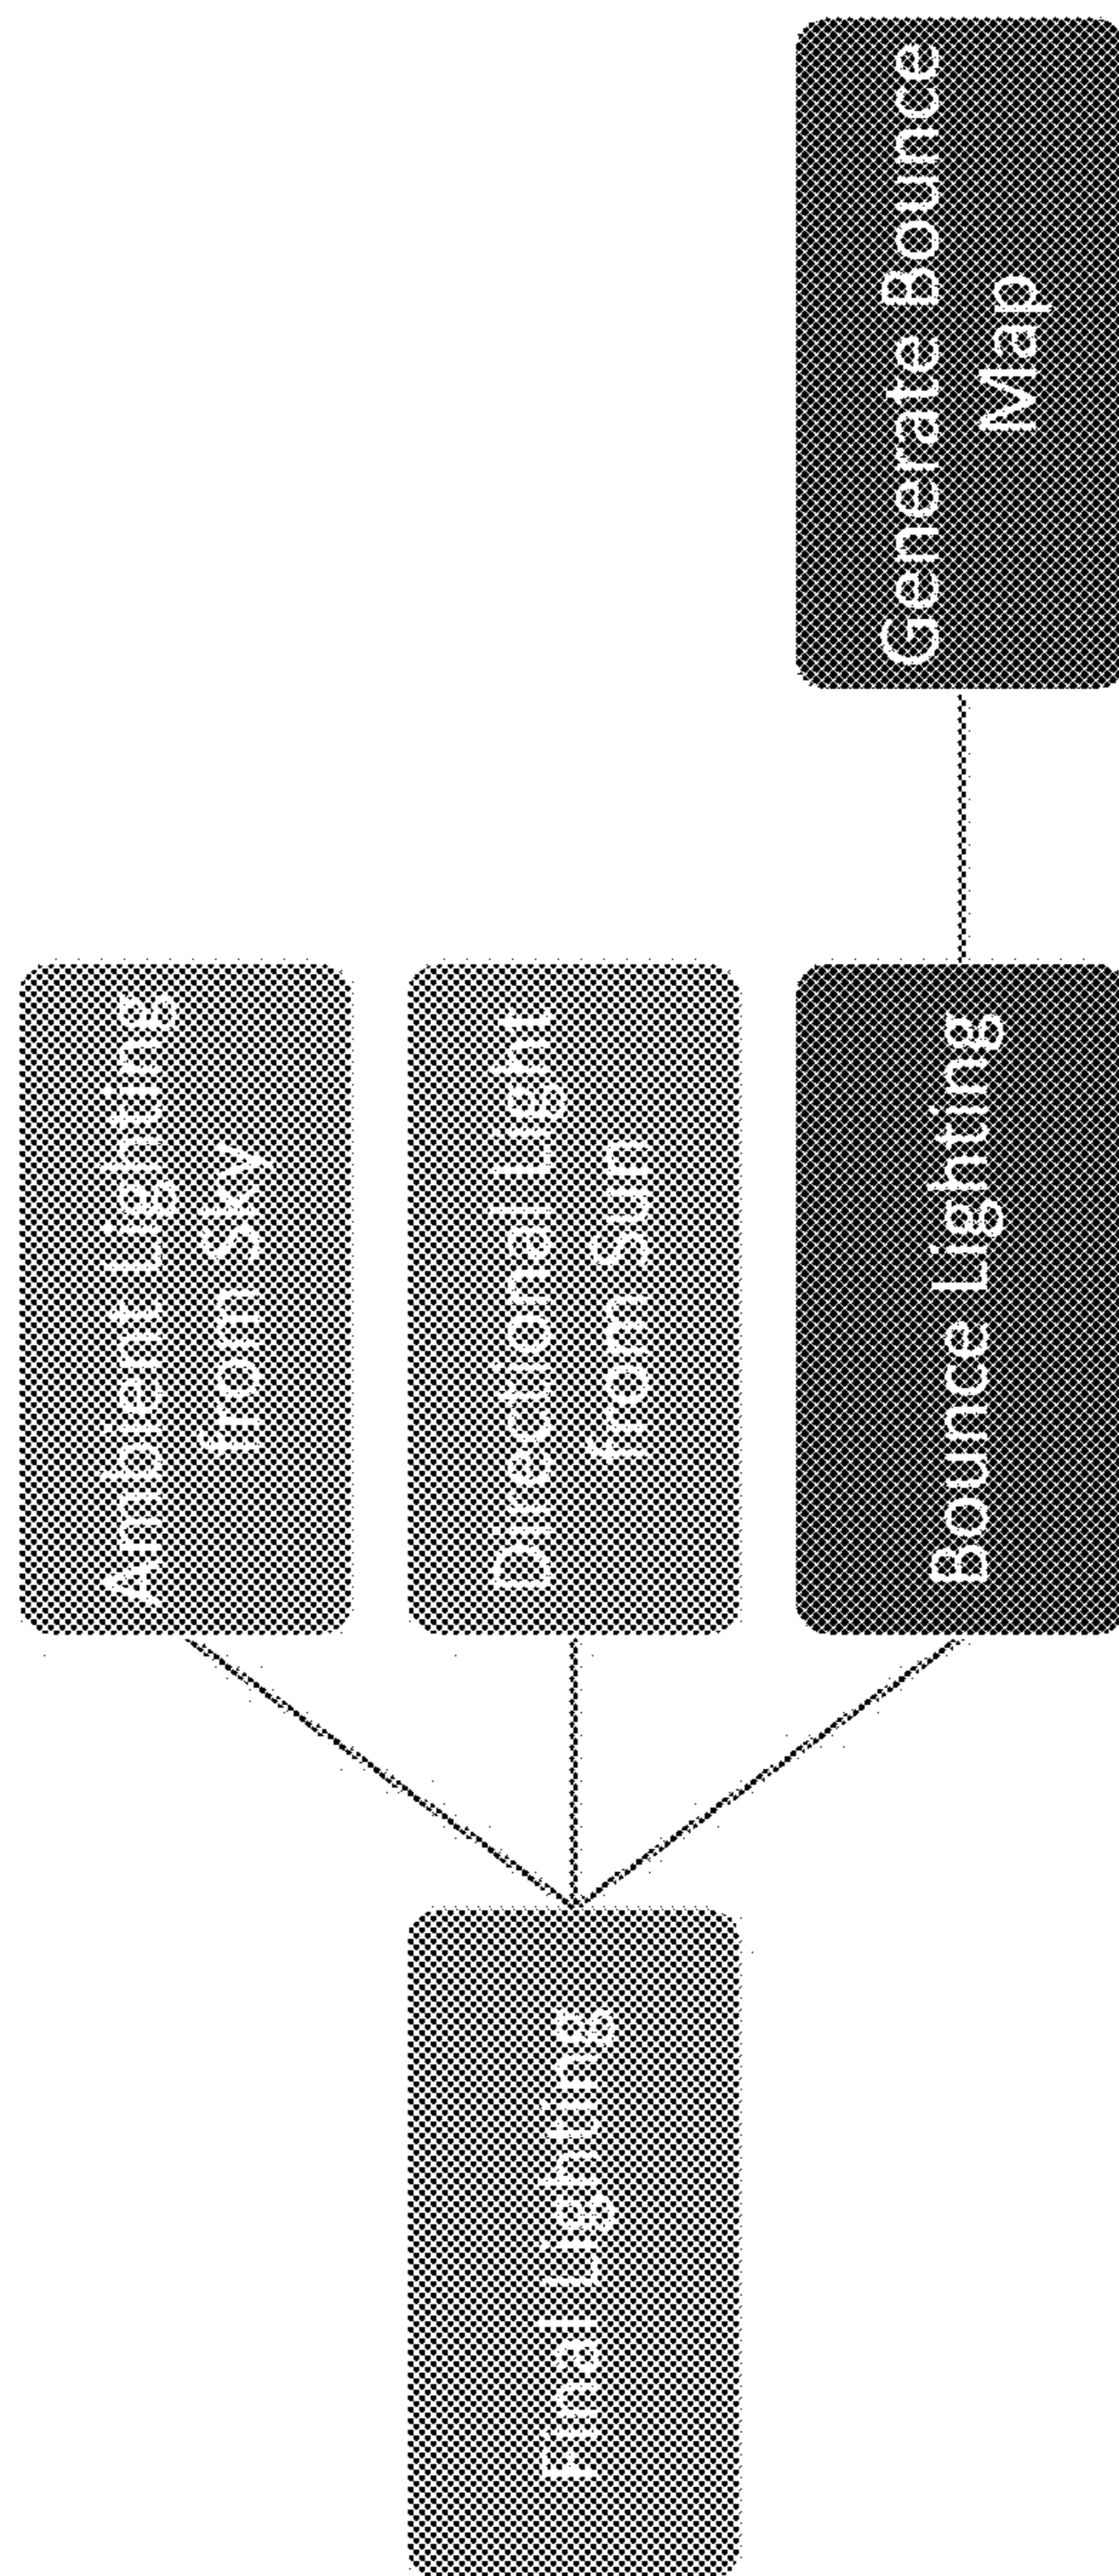 Final Lighting
Ambient Lighting
from Sky
Directional Light
from Sun
Bounce Lighting
Generate Bounce
Map